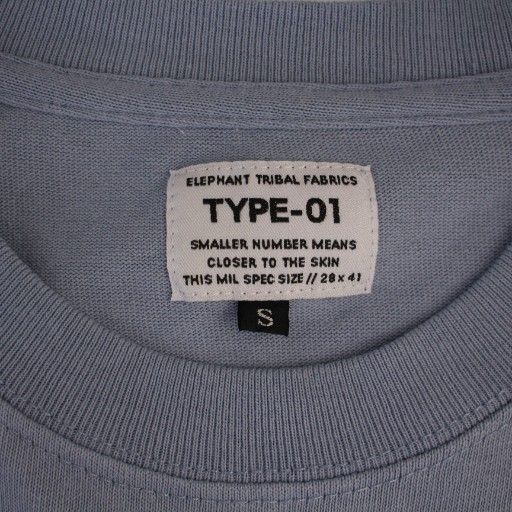 ELEPHANT TRIBAL FABRICS
TYPE-01
SMALLER NUMBER MEANS
CLOSER TO THE SKIN
THIS MIL SPEC SIZE // 28 x 41
S